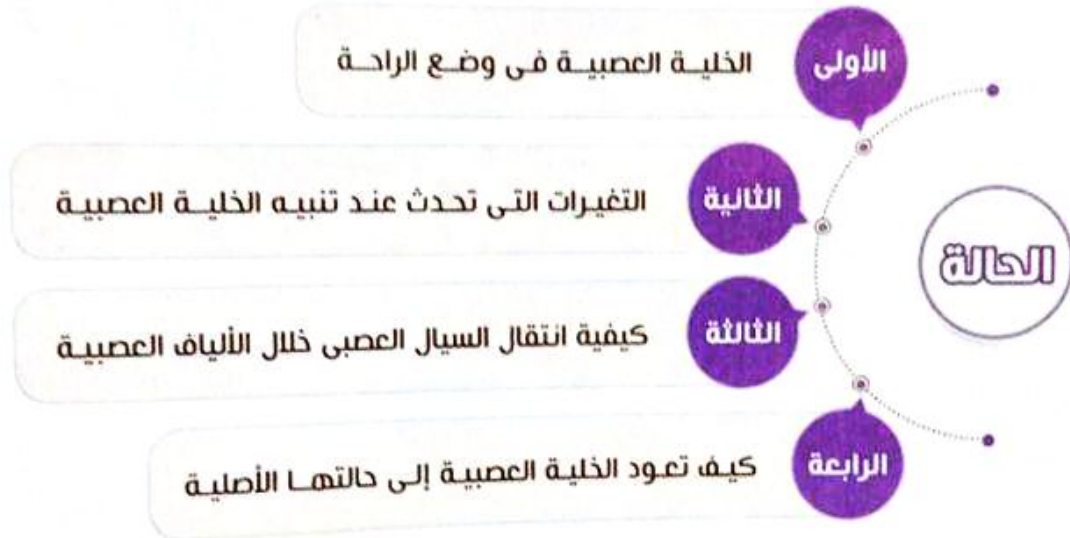 الحالة
الأولى
الخلية العصبية فى وضع الراحة
الثانية
التغيرات التى تحدث عند تنبيه الخلية العصبية
الثالثة
كيفية انتقال السيال العصبى خلال الألياف العصبية
الرابعة
كيف تعود الخلية العصبية إلى حالتها الأصلية